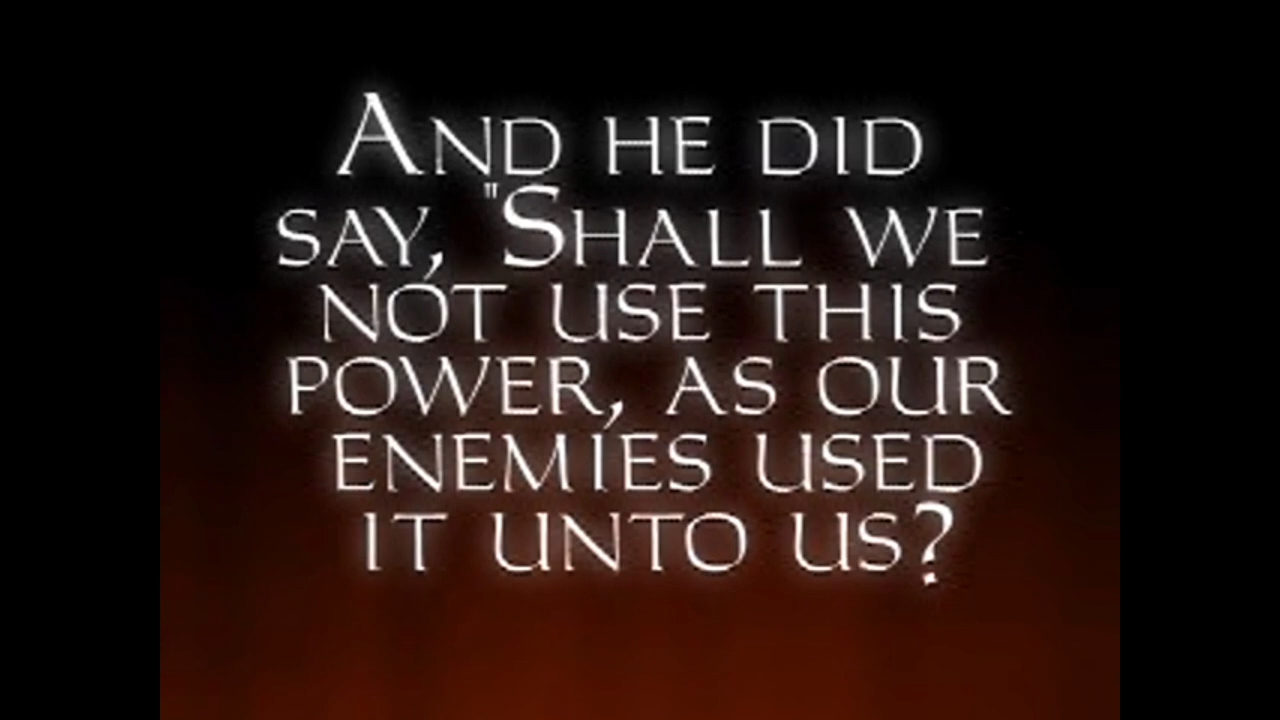 And he did
say, "Shall we
not use this
power, as our
enemies used
it unto us?